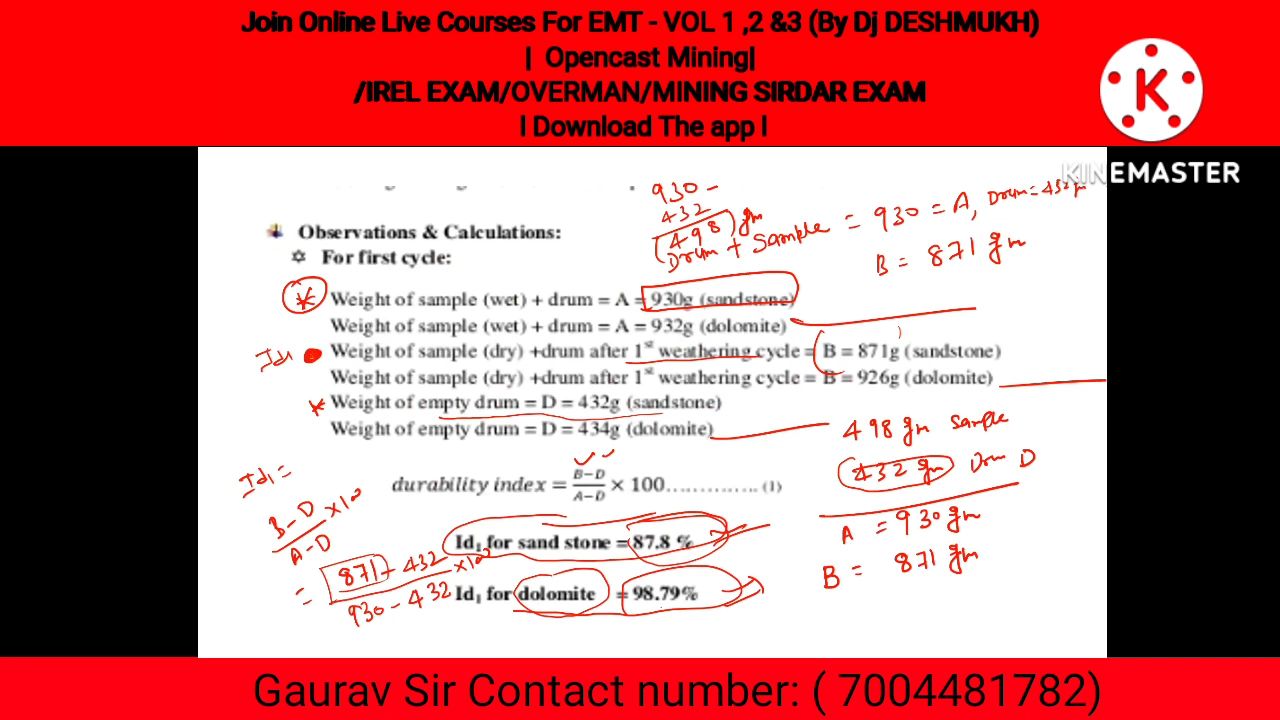 Join Online Live Courses For EMT - VOL 1 ,2 &3 (By Dj DESHMUKH)
| Opencast Mining|
/IREL EXAM/OVERMAN/MINING SIRDAR EXAM
I Download The app I
K
KINEMASTER
930 -
432
(498) gm
Drum + Sample = 930 = A, Drum = 432
B = 871 gm
Observations & Calculations:
For first cycle:
Weight of sample (wet) + drum = A = 930g (sandstone)
Weight of sample (wet) + drum = A = 932g (dolomite)
Id1 Weight of sample (dry) +drum after 1st weathering cycle = B = 871g (sandstone)
Weight of sample (dry) +drum after 1st weathering cycle = B = 926g (dolomite)
Weight of empty drum = D = 432g (sandstone)
Weight of empty drum = D = 434g (dolomite)
498 gm Sample
432 gm Drum D
A = 930 gm
B = 871 gm
durability index = B−D/A−D × 100.............. (1)
Id1 for sand stone = 87.8 %
Id1 for dolomite = 98.79%
Id1 =
B-D/A-D ×100
= 871-432/930-432 ×100
Gaurav Sir Contact number: ( 7004481782)